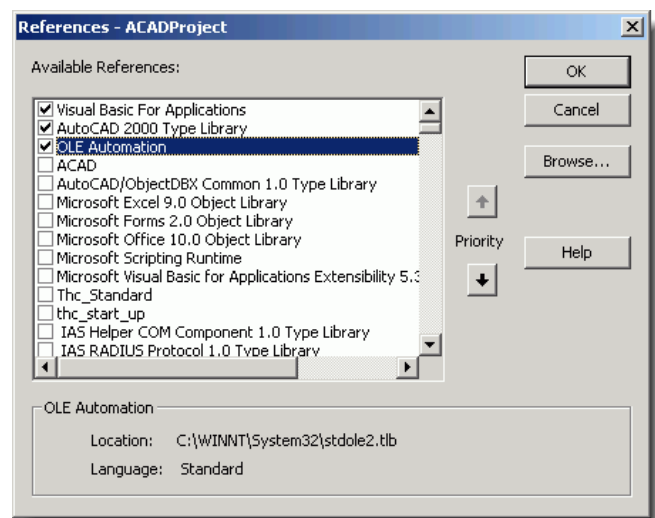 References - ACADProject
Available References:
Visual Basic For Applications
AutoCAD 2000 Type Library
OLE Automation
ACAD
AutoCAD/ObjectDBX Common 1.0 Type Library
Microsoft Excel 9.0 Object Library
Microsoft Forms 2.0 Object Library
Microsoft Office 10.0 Object Library
Microsoft Scripting Runtime
Microsoft Visual Basic for Applications Extensibility 5.3
Thc_Standard
thc_start_up
IAS Helper COM Component 1.0 Type Library
IAS RADIUS Protocol 1.0 Type Library
OK
Cancel
Browse...
Priority
Help
OLE Automation
Location: C:\WINNT\System32\stdole2.tlb
Language: Standard